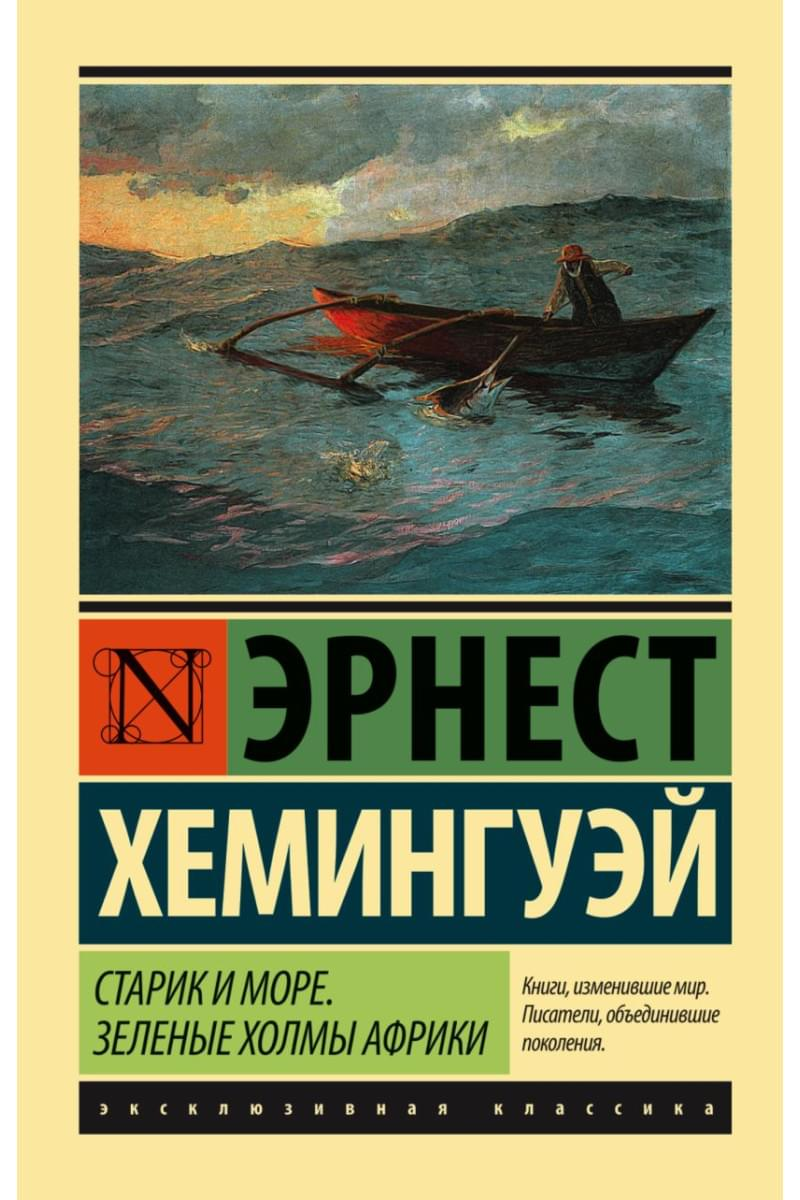 N ЭРНЕСТ
ХЕМИНГУЭЙ
СТАРИК И МОРЕ.
ЗЕЛЕНЫЕ ХОЛМЫ АФРИКИ
Книги, изменившие мир.
Писатели, объединившие
поколения.
эксклюзивная классика